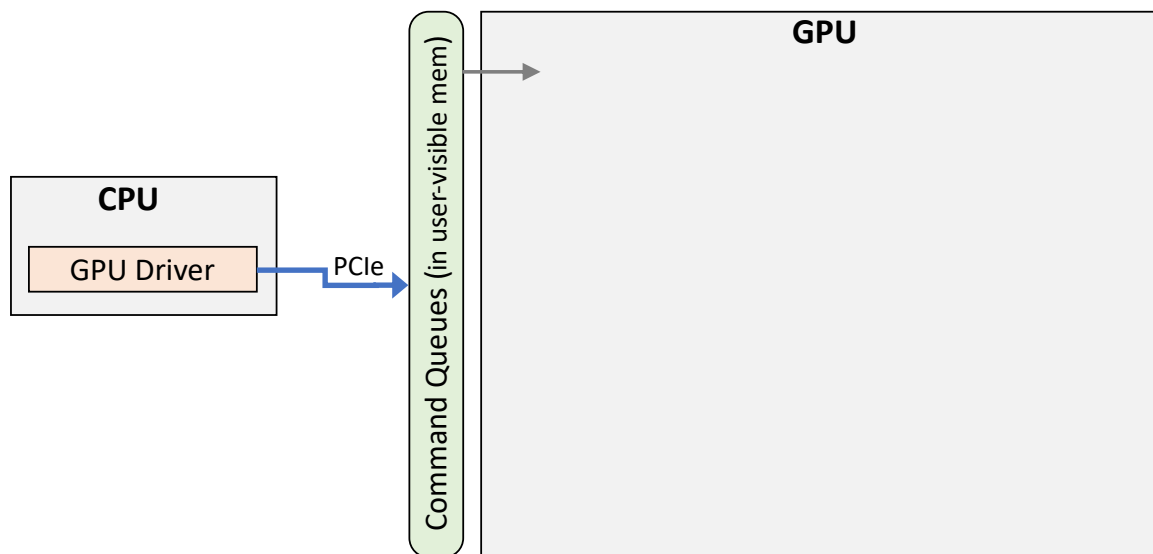 CPU
GPU Driver
PCIe
Command Queues (in user-visible mem)
GPU